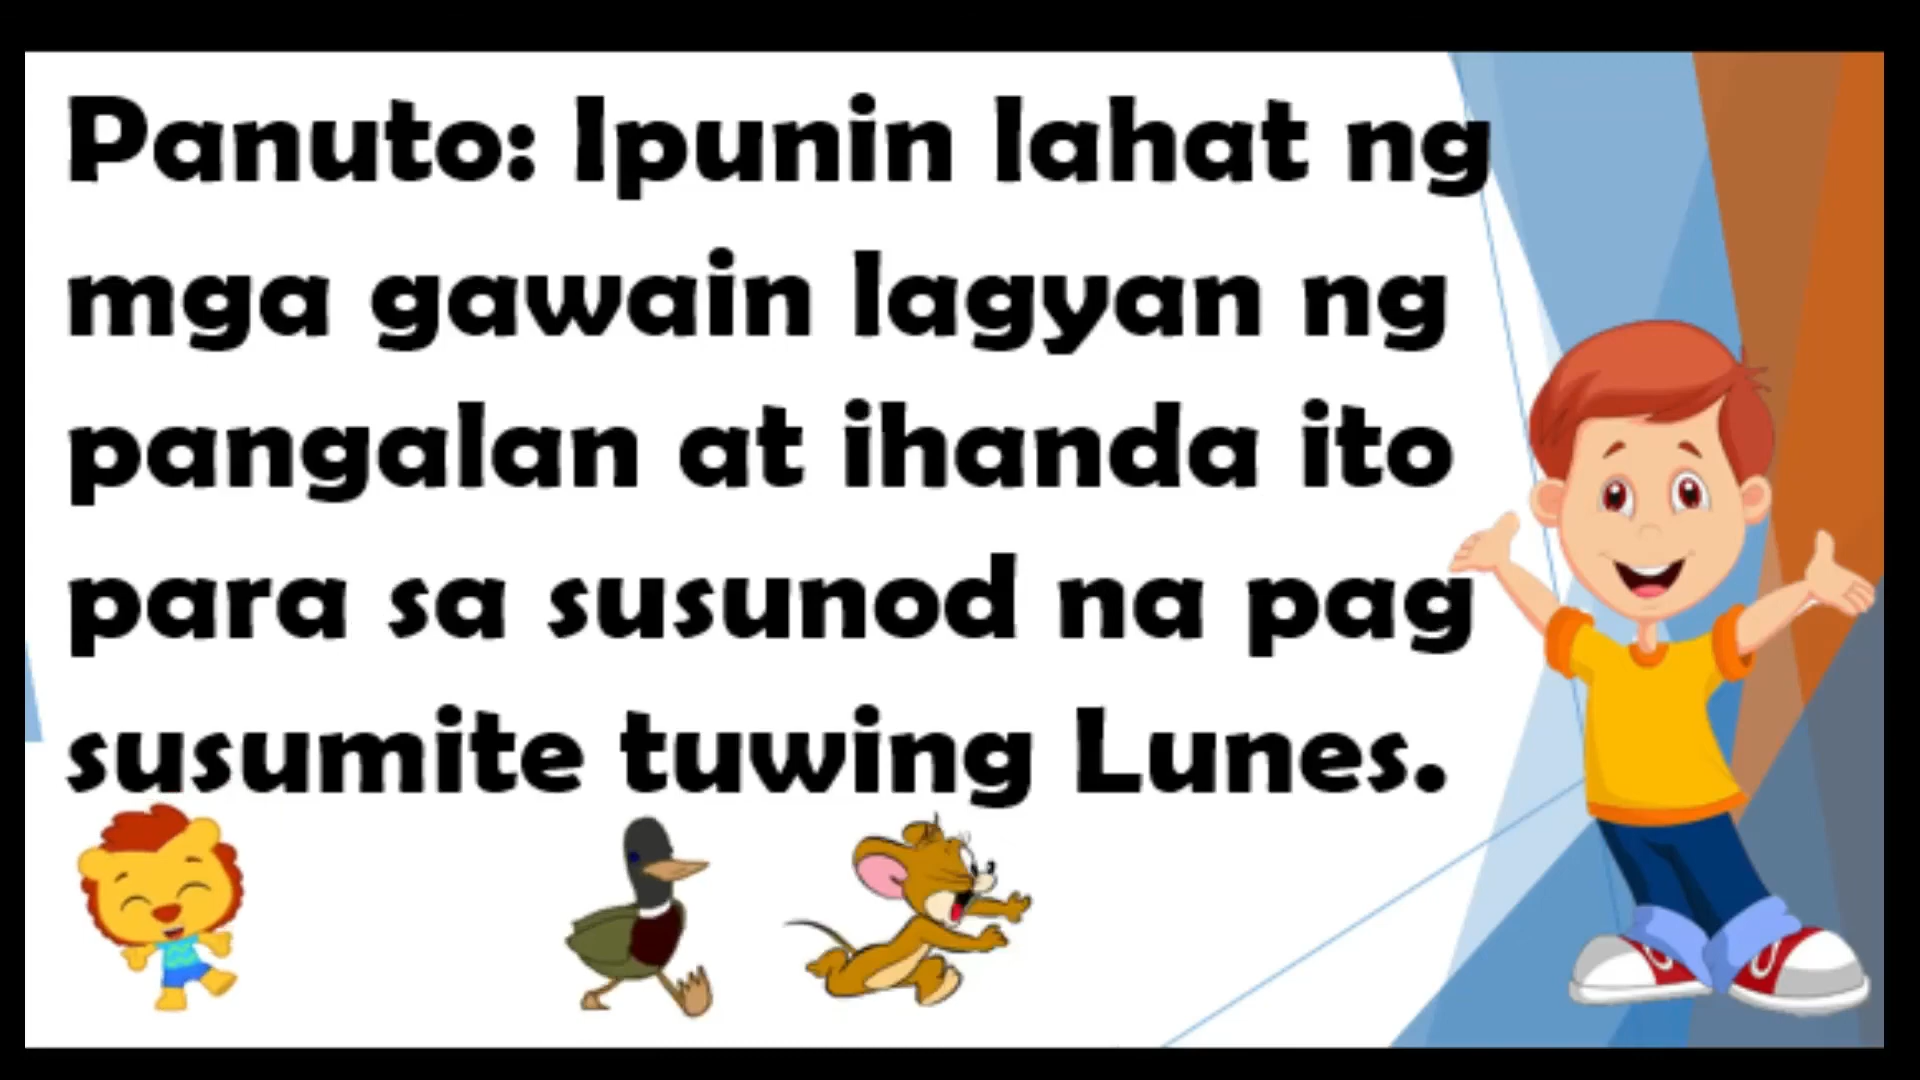 Panuto: Ipunin lahat ng
mga gawain lagyan ng
pangalan at ihanda ito
para sa susunod na pag
susumite tuwing Lunes.